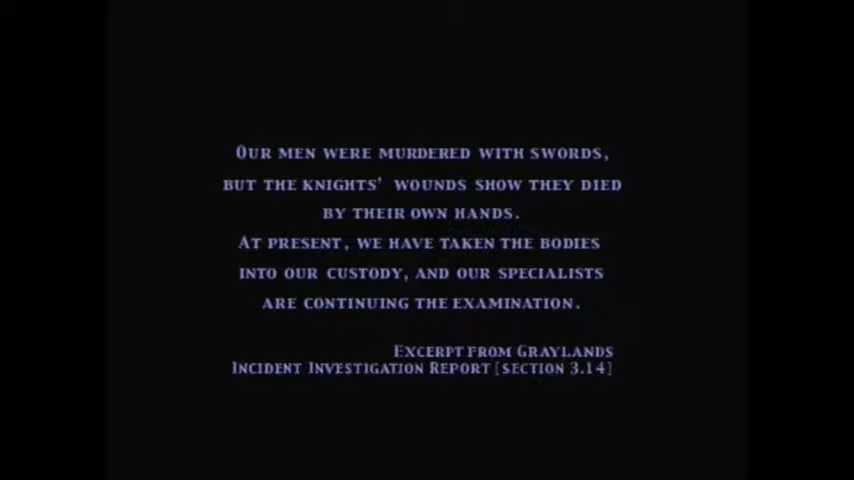 Our men were murdered with swords,
but the knights' wounds show they died
by their own hands.
At present, we have taken the bodies
into our custody, and our specialists
are continuing the examination.
Excerpt from Graylands
Incident Investigation Report [section 3.14]